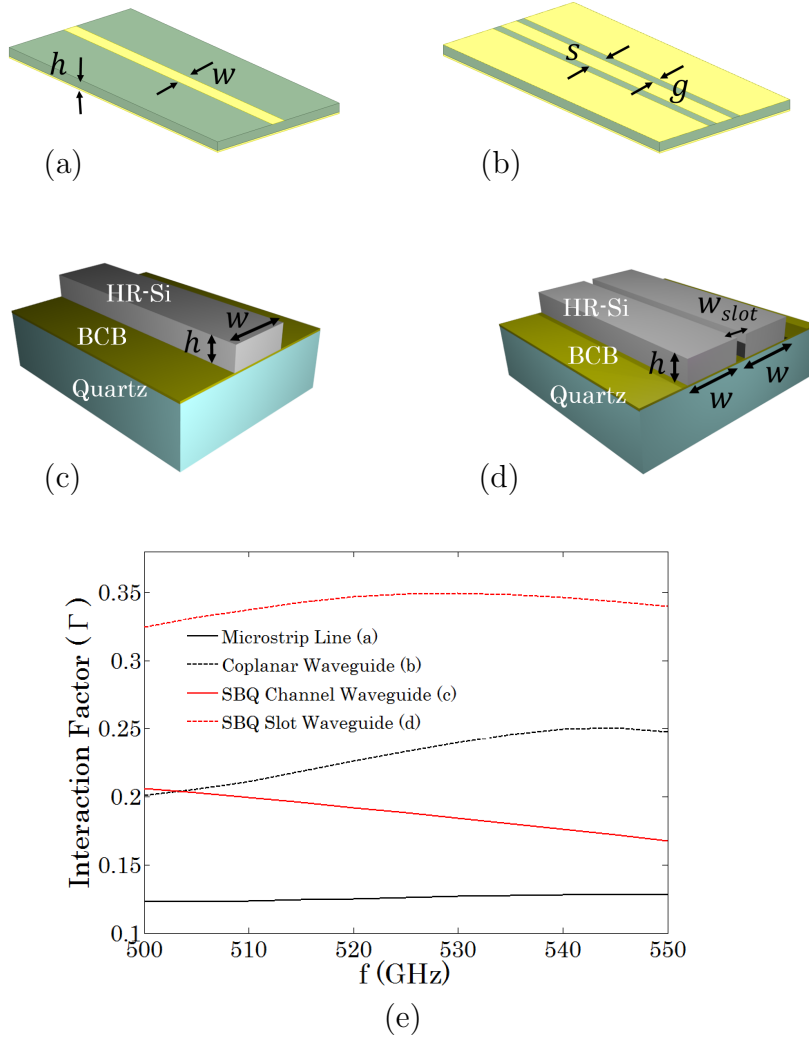 h
w
s
g
(a)
(b)
HR-Si
w
BCB
h
Quartz
HR-Si
w_slot
BCB
h
w
Quartz
w
(c)
(d)
0.35
0.3
0.25
0.2
0.15
0.1
Interaction Factor (Γ)
Microstrip Line (a)
Coplanar Waveguide (b)
SBQ Channel Waveguide (c)
SBQ Slot Waveguide (d)
500 510 520 530 540 550
f (GHz)
(e)